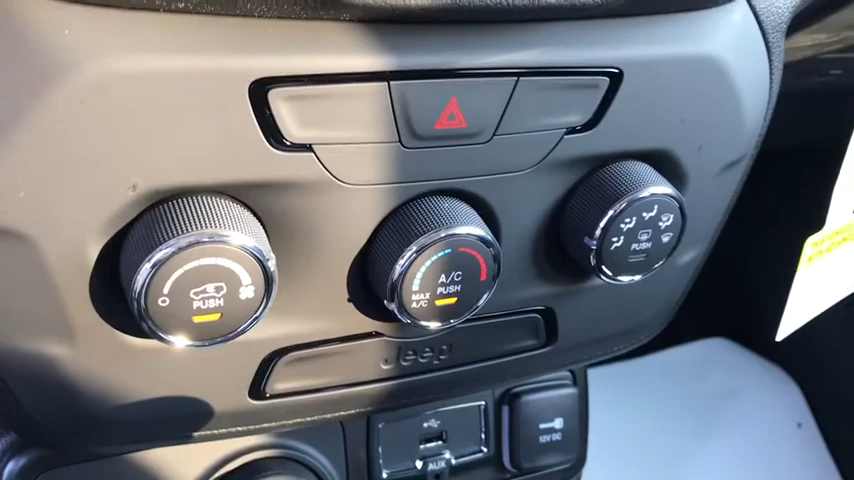 PUSH
A/C
PUSH
MAX
A/C
PUSH
Jeep
AUX
12V DC